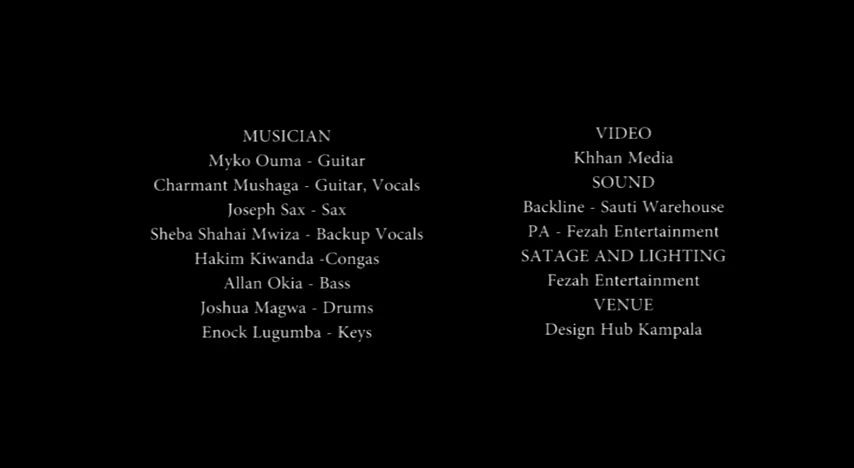 MUSICIAN
Myko Ouma - Guitar
Charmant Mushaga - Guitar, Vocals
Joseph Sax - Sax
Sheba Shahai Mwiza - Backup Vocals
Hakim Kiwanda -Congas
Allan Okia - Bass
Joshua Magwa - Drums
Enock Lugumba - Keys
VIDEO
Khhan Media
SOUND
Backline - Sauti Warehouse
PA - Fezah Entertainment
SATAGE AND LIGHTING
Fezah Entertainment
VENUE
Design Hub Kampala